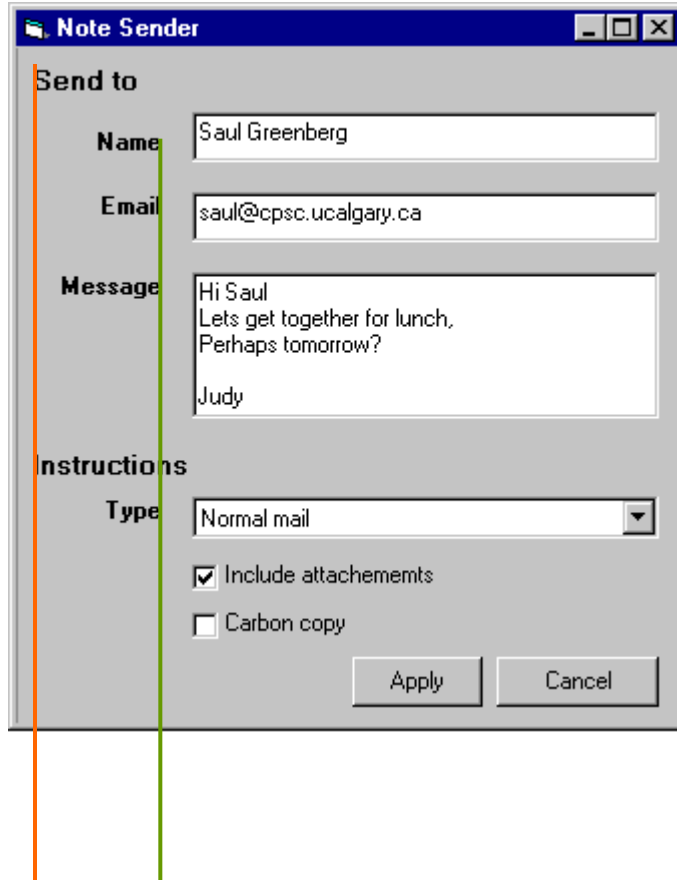 Note Sender
Send to
Name
Saul Greenberg
Email
saul@cpsc.ucalgary.ca
Message
Hi Saul
Lets get together for lunch,
Perhaps tomorrow?
Judy
Instructions
Type
Normal mail
Include attachememts
Carbon copy
Apply
Cancel